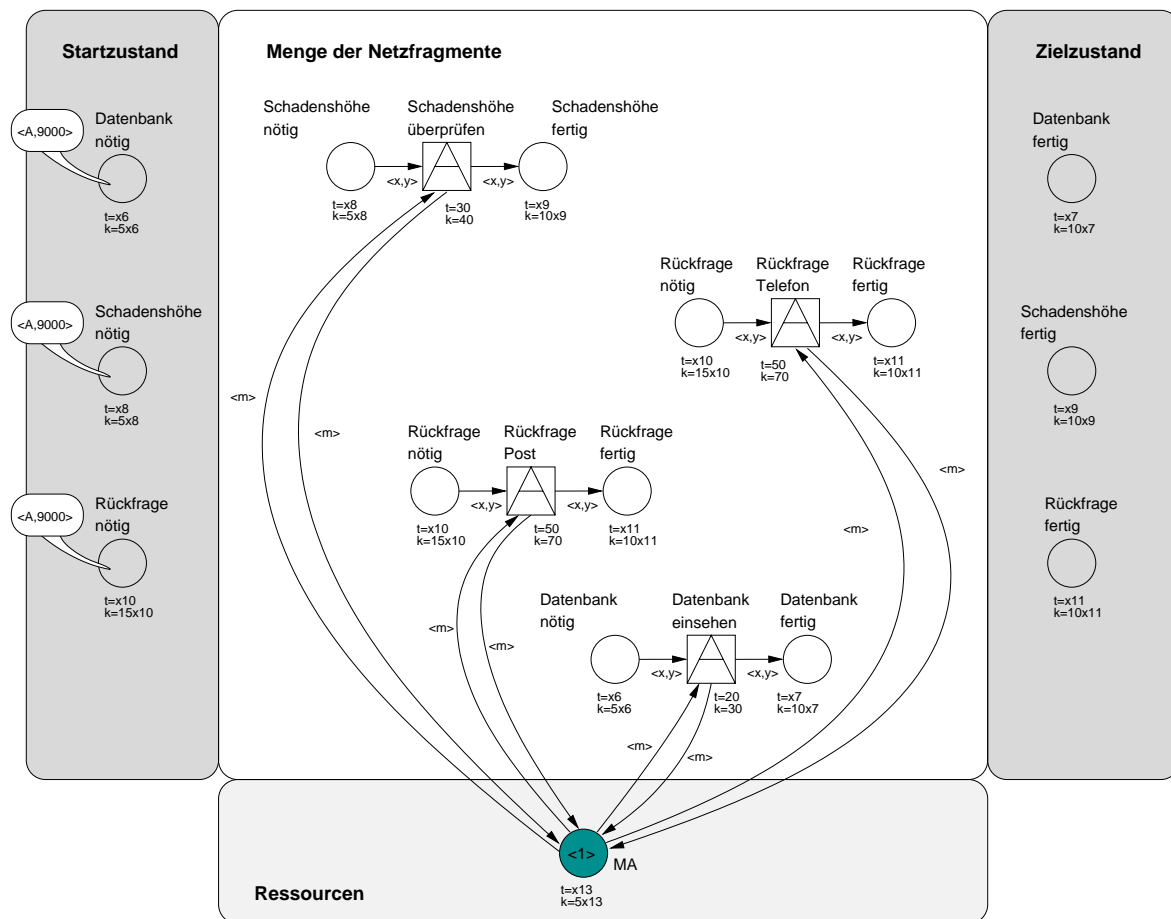 Startzustand
<A,9000>
Datenbank
nötig
t=x6
k=5x6
<A,9000>
Schadenshöhe
nötig
t=x8
k=5x8
<A,9000>
Rückfrage
nötig
t=x10
k=15x10
Menge der Netzfragmente
Schadenshöhe
nötig
Schadenshöhe
überprüfen
Schadenshöhe
fertig
<x,y>
<x,y>
t=x8
k=5x8
t=30
k=40
t=x9
k=10x9
Rückfrage
nötig
Rückfrage
Telefon
Rückfrage
fertig
<x,y>
<x,y>
t=x10
k=15x10
t=50
k=70
t=x11
k=10x11
<m>
<m>
Rückfrage
nötig
Rückfrage
Post
Rückfrage
fertig
<x,y>
<x,y>
t=x10
k=15x10
t=50
k=70
t=x11
k=10x11
<m>
<m>
Datenbank
nötig
Datenbank
einsehen
Datenbank
fertig
<x,y>
<x,y>
t=x6
k=5x6
t=20
k=30
t=x7
k=10x7
<m>
<m>
<m>
<m>
Zielzustand
Datenbank
fertig
t=x7
k=10x7
Schadenshöhe
fertig
t=x9
k=10x9
Rückfrage
fertig
t=x11
k=10x11
<1>
MA
t=x13
k=5x13
Ressourcen